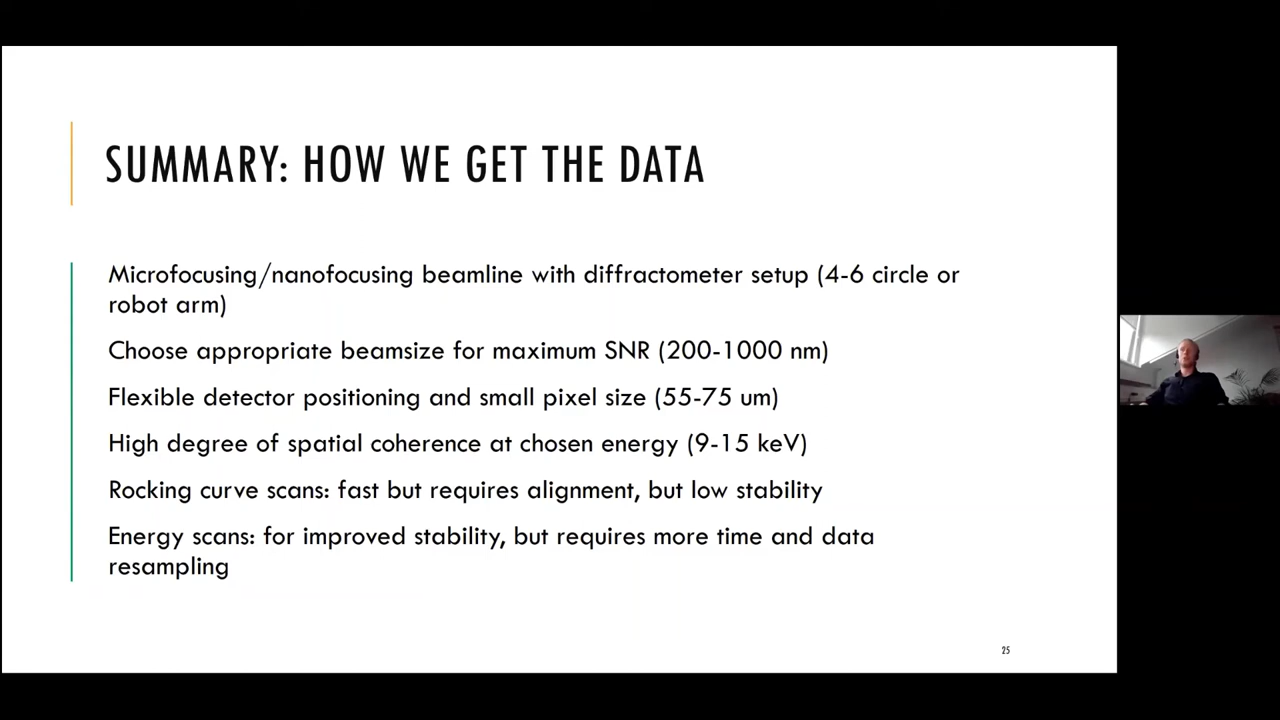 SUMMARY: HOW WE GET THE DATA
Microfocusing/nanofocusing beamline with diffractometer setup (4-6 circle or
robot arm)
Choose appropriate beamsize for maximum SNR (200-1000 nm)
Flexible detector positioning and small pixel size (55-75 um)
High degree of spatial coherence at chosen energy (9-15 keV)
Rocking curve scans: fast but requires alignment, but low stability
Energy scans: for improved stability, but requires more time and data
resampling
25